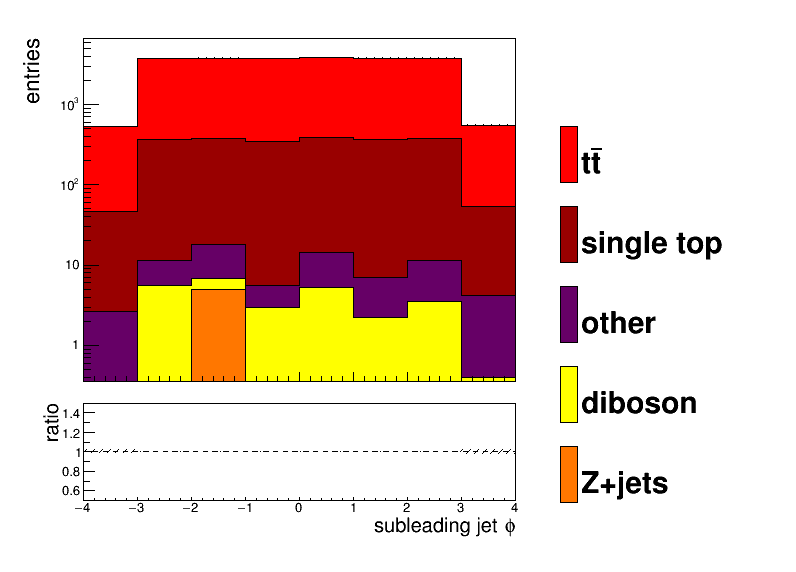 entries
10³
10²
10
1
ratio
1.4
1.2
1
0.8
0.6
−4 −3 −2 −1 0 1 2 3 4
subleading jet ϕ
tt̄
single top
other
diboson
Z+jets